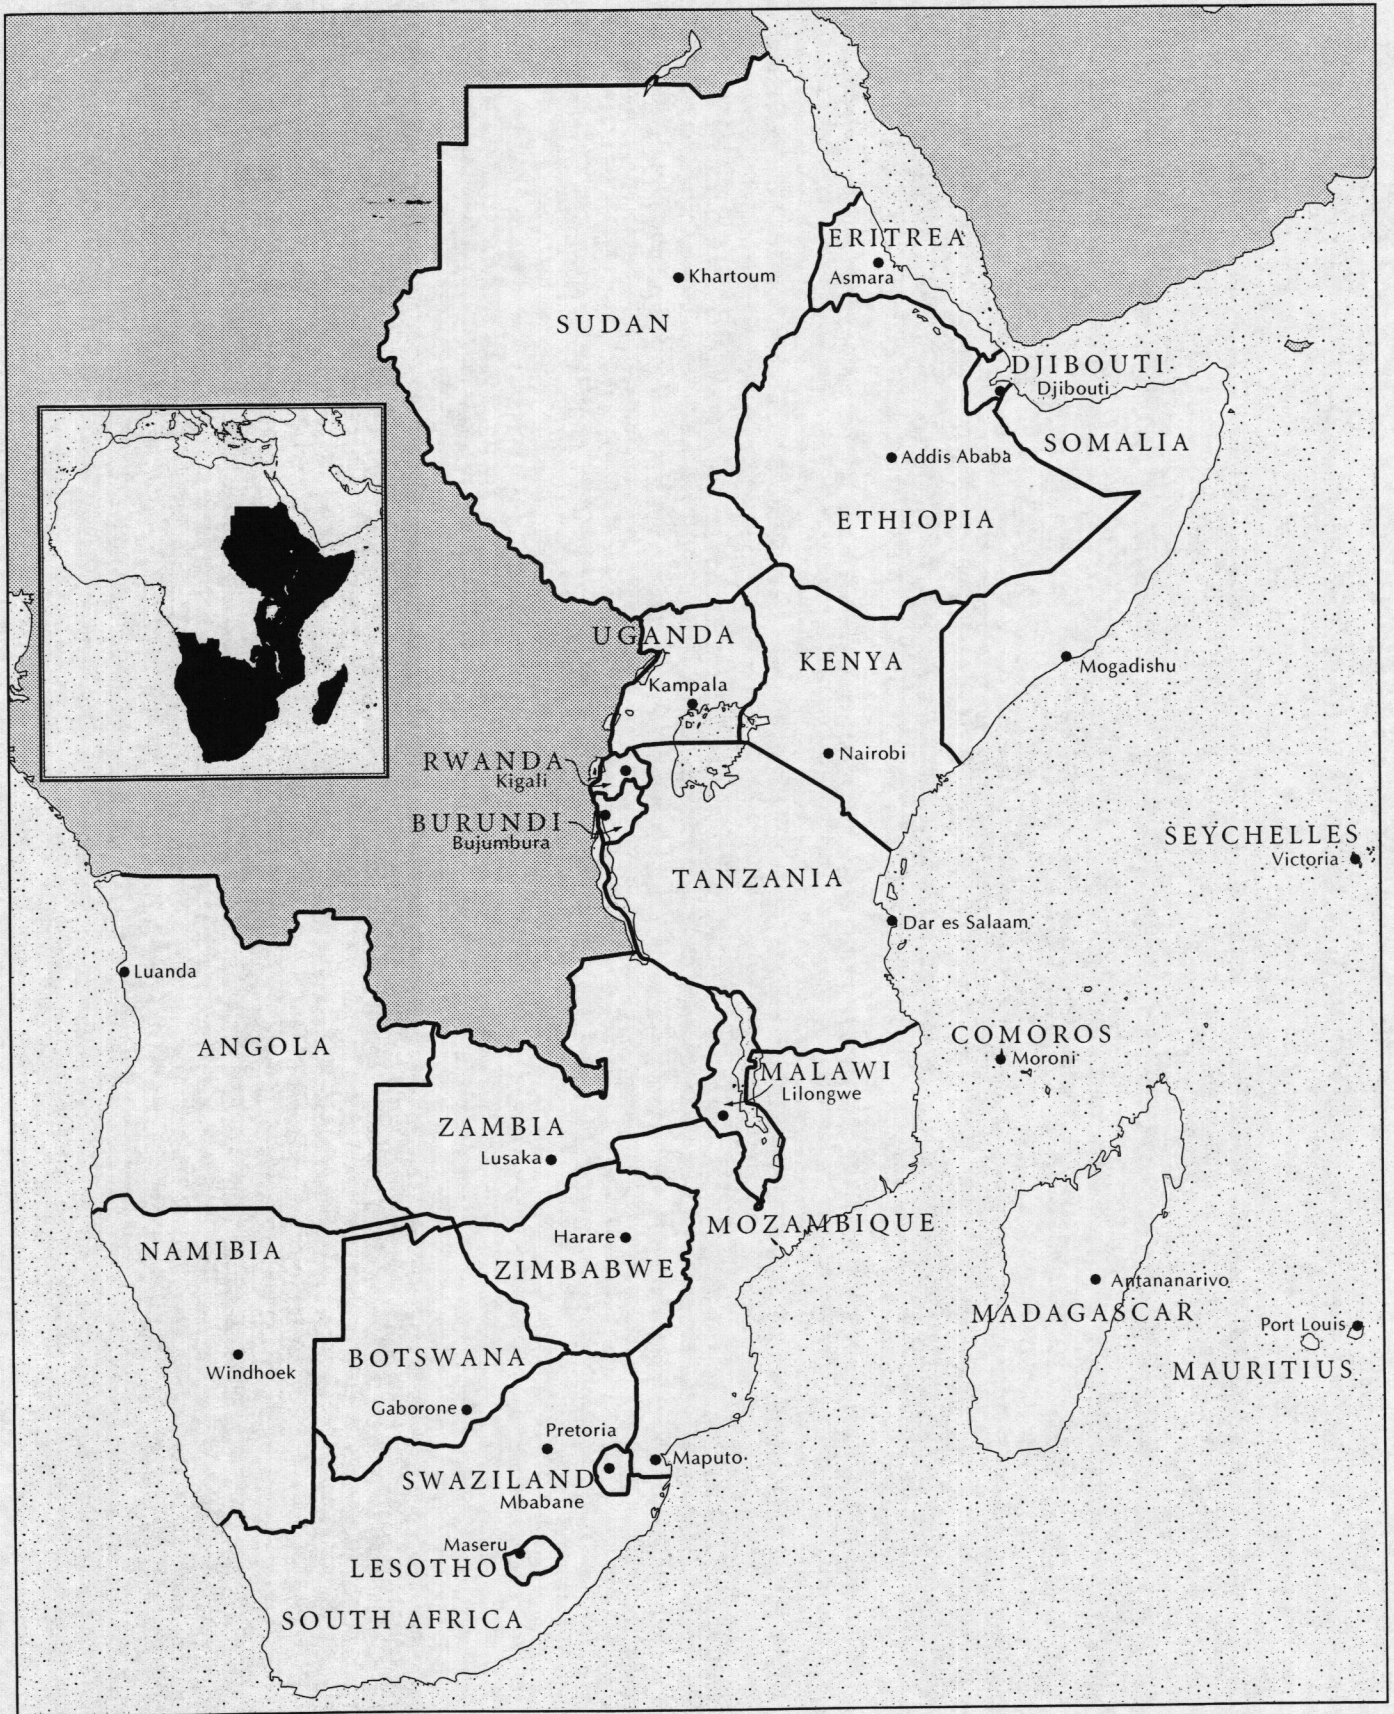 ERITREA
Asmara
Khartoum
SUDAN
DJIBOUTI
Djibouti
SOMALIA
Addis Ababa
ETHIOPIA
UGANDA
KENYA
Mogadishu
Kampala
Nairobi
RWANDA
Kigali
BURUNDI
Bujumbura
SEYCHELLES
Victoria
TANZANIA
Dar es Salaam
Luanda
ANGOLA
COMOROS
Moroni
MALAWI
Lilongwe
ZAMBIA
Lusaka
MOZAMBIQUE
Harare
NAMIBIA
ZIMBABWE
Antananarivo
MADAGASCAR
Port Louis
MAURITIUS
BOTSWANA
Windhoek
Gaborone
Pretoria
Maputo
SWAZILAND
Mbabane
Maseru
LESOTHO
SOUTH AFRICA